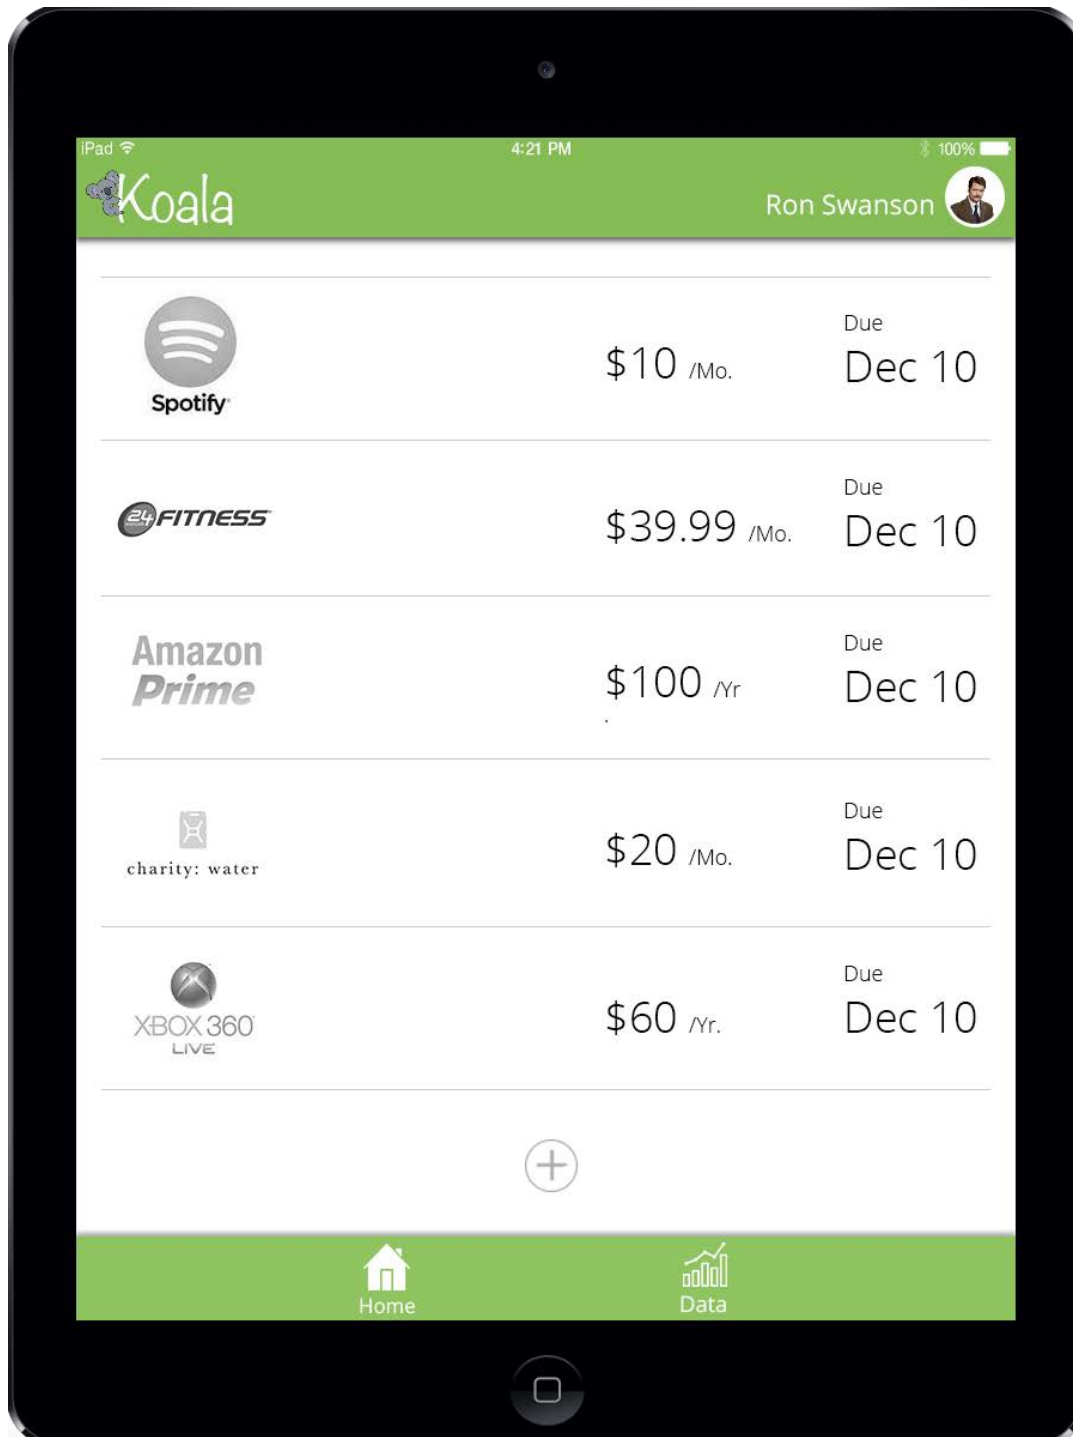 iPad 4:21 PM 100%
Koala Ron Swanson
Due
Spotify $10 /Mo. Dec 10
Due
24 FITNESS $39.99 /Mo. Dec 10
Due
Amazon
Prime $100 /Yr Dec 10
.
Due
$20 /Mo. Dec 10
charity: water
Due
XBOX 360 $60 /Yr. Dec 10
LIVE
Home Data